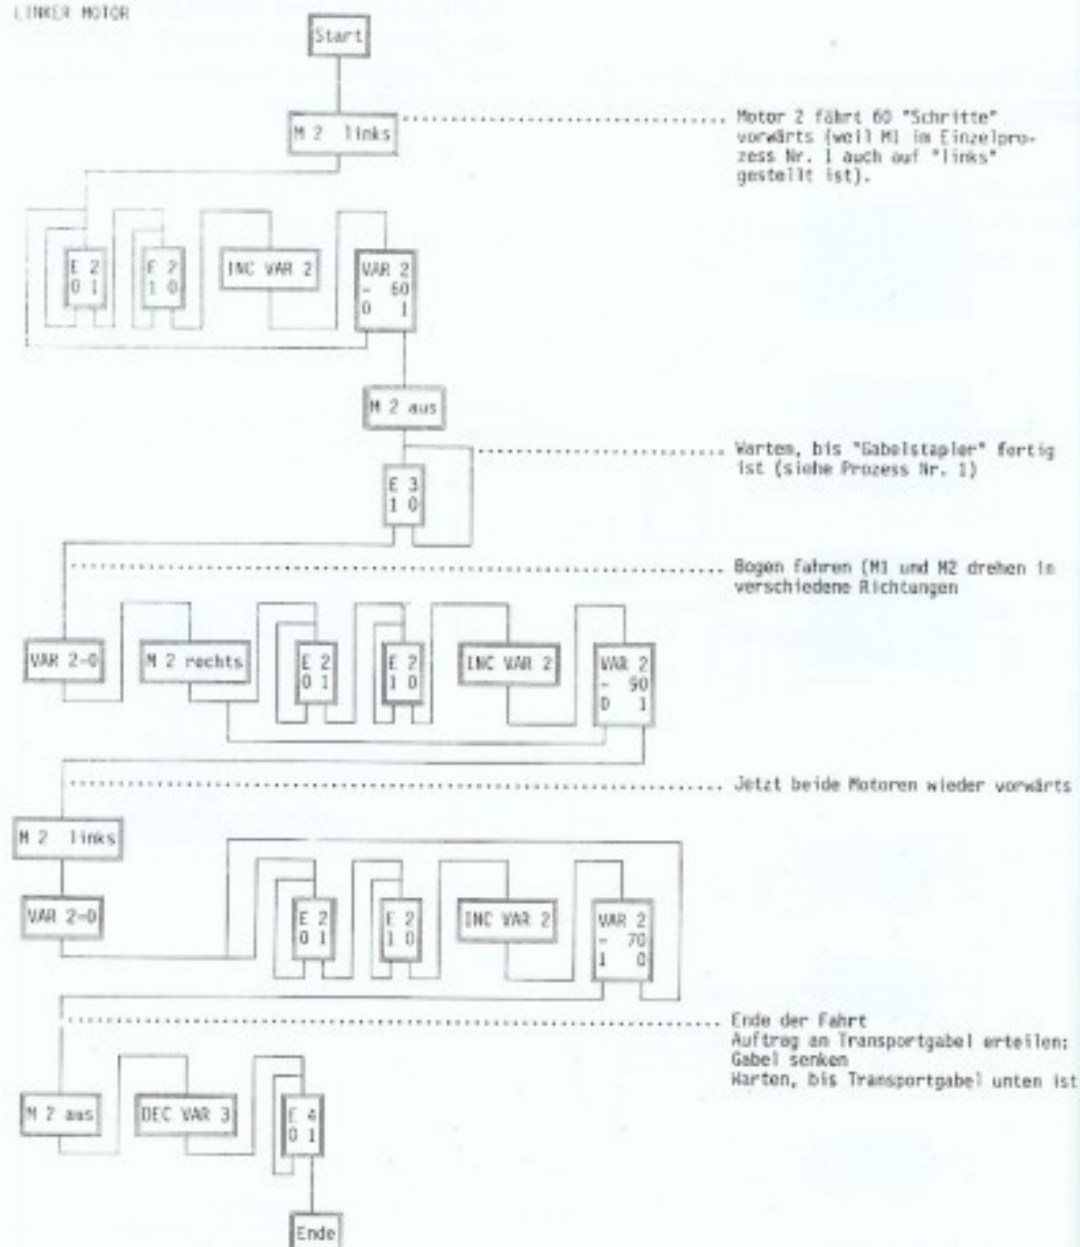 LINKER MOTOR
Start
M 2 links
Motor 2 fährt 60 "Schritte"
vorwärts (weil M1 im Einzelpro-
zess Nr. 1 auch auf "links"
gestellt ist).
E 2
0 1
E 2
1 0
INC VAR 2
VAR 2
= 60
0 1
M 2 aus
Warten, bis "Gabelstapler" fertig
ist (siehe Prozess Nr. 1)
E 3
1 0
Bogen fahren (M1 und M2 drehen in
verschiedene Richtungen
VAR 2=0
M 2 rechts
E 2
0 1
E 2
1 0
INC VAR 2
VAR 2
= 90
0 1
Jetzt beide Motoren wieder vorwärts
M 2 links
VAR 2=0
E 2
0 1
E 2
1 0
INC VAR 2
VAR 2
= 70
1 0
Ende der Fahrt
Auftrag an Transportgabel erteilen:
Gabel senken
Warten, bis Transportgabel unten ist
M 2 aus
DEC VAR 3
E 4
0 1
Ende